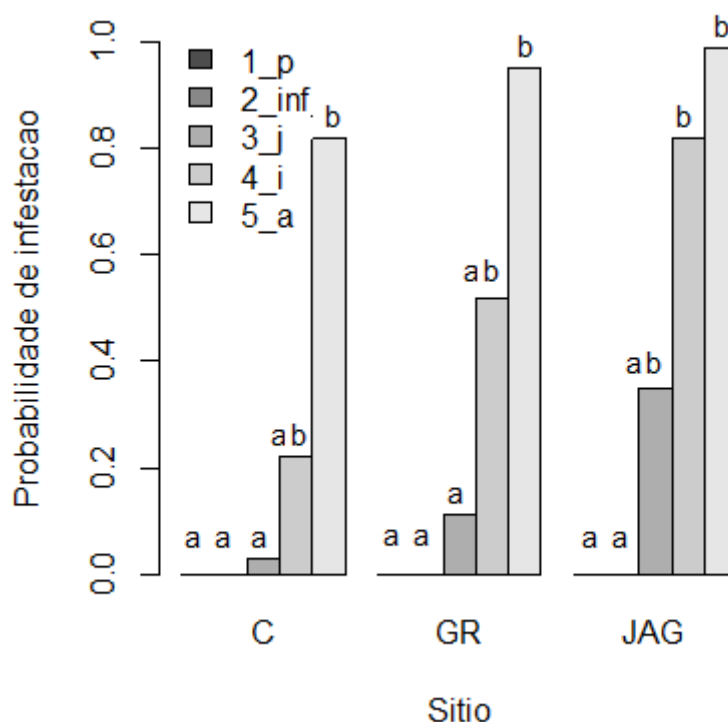 Probabilidade de infestacao
1.0
0.8
0.6
0.4
0.2
0.0
1_p
2_inf
3_j
4_i
5_a
a a a ab b
a a a ab b
a a ab b b
C GR JAG
Sitio